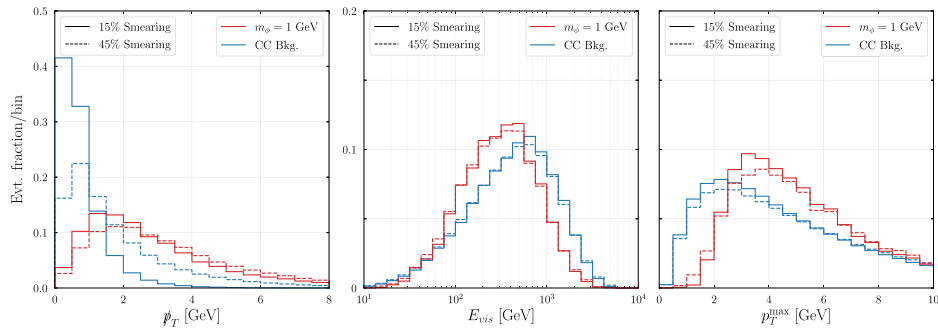 15% Smearing
45% Smearing
m_ϕ = 1 GeV
CC Bkg.
15% Smearing
45% Smearing
m_ϕ = 1 GeV
CC Bkg.
15% Smearing
45% Smearing
m_ϕ = 1 GeV
CC Bkg.
Evt. fraction/bin
0.5
0.4
0.3
0.2
0.1
0.0
0 2 4 6 8
p̸_T [GeV]
0.2
0.1
0
10^1 10^2 10^3 10^4
E_vis [GeV]
0 2 4 6 8 10
p_T^max [GeV]